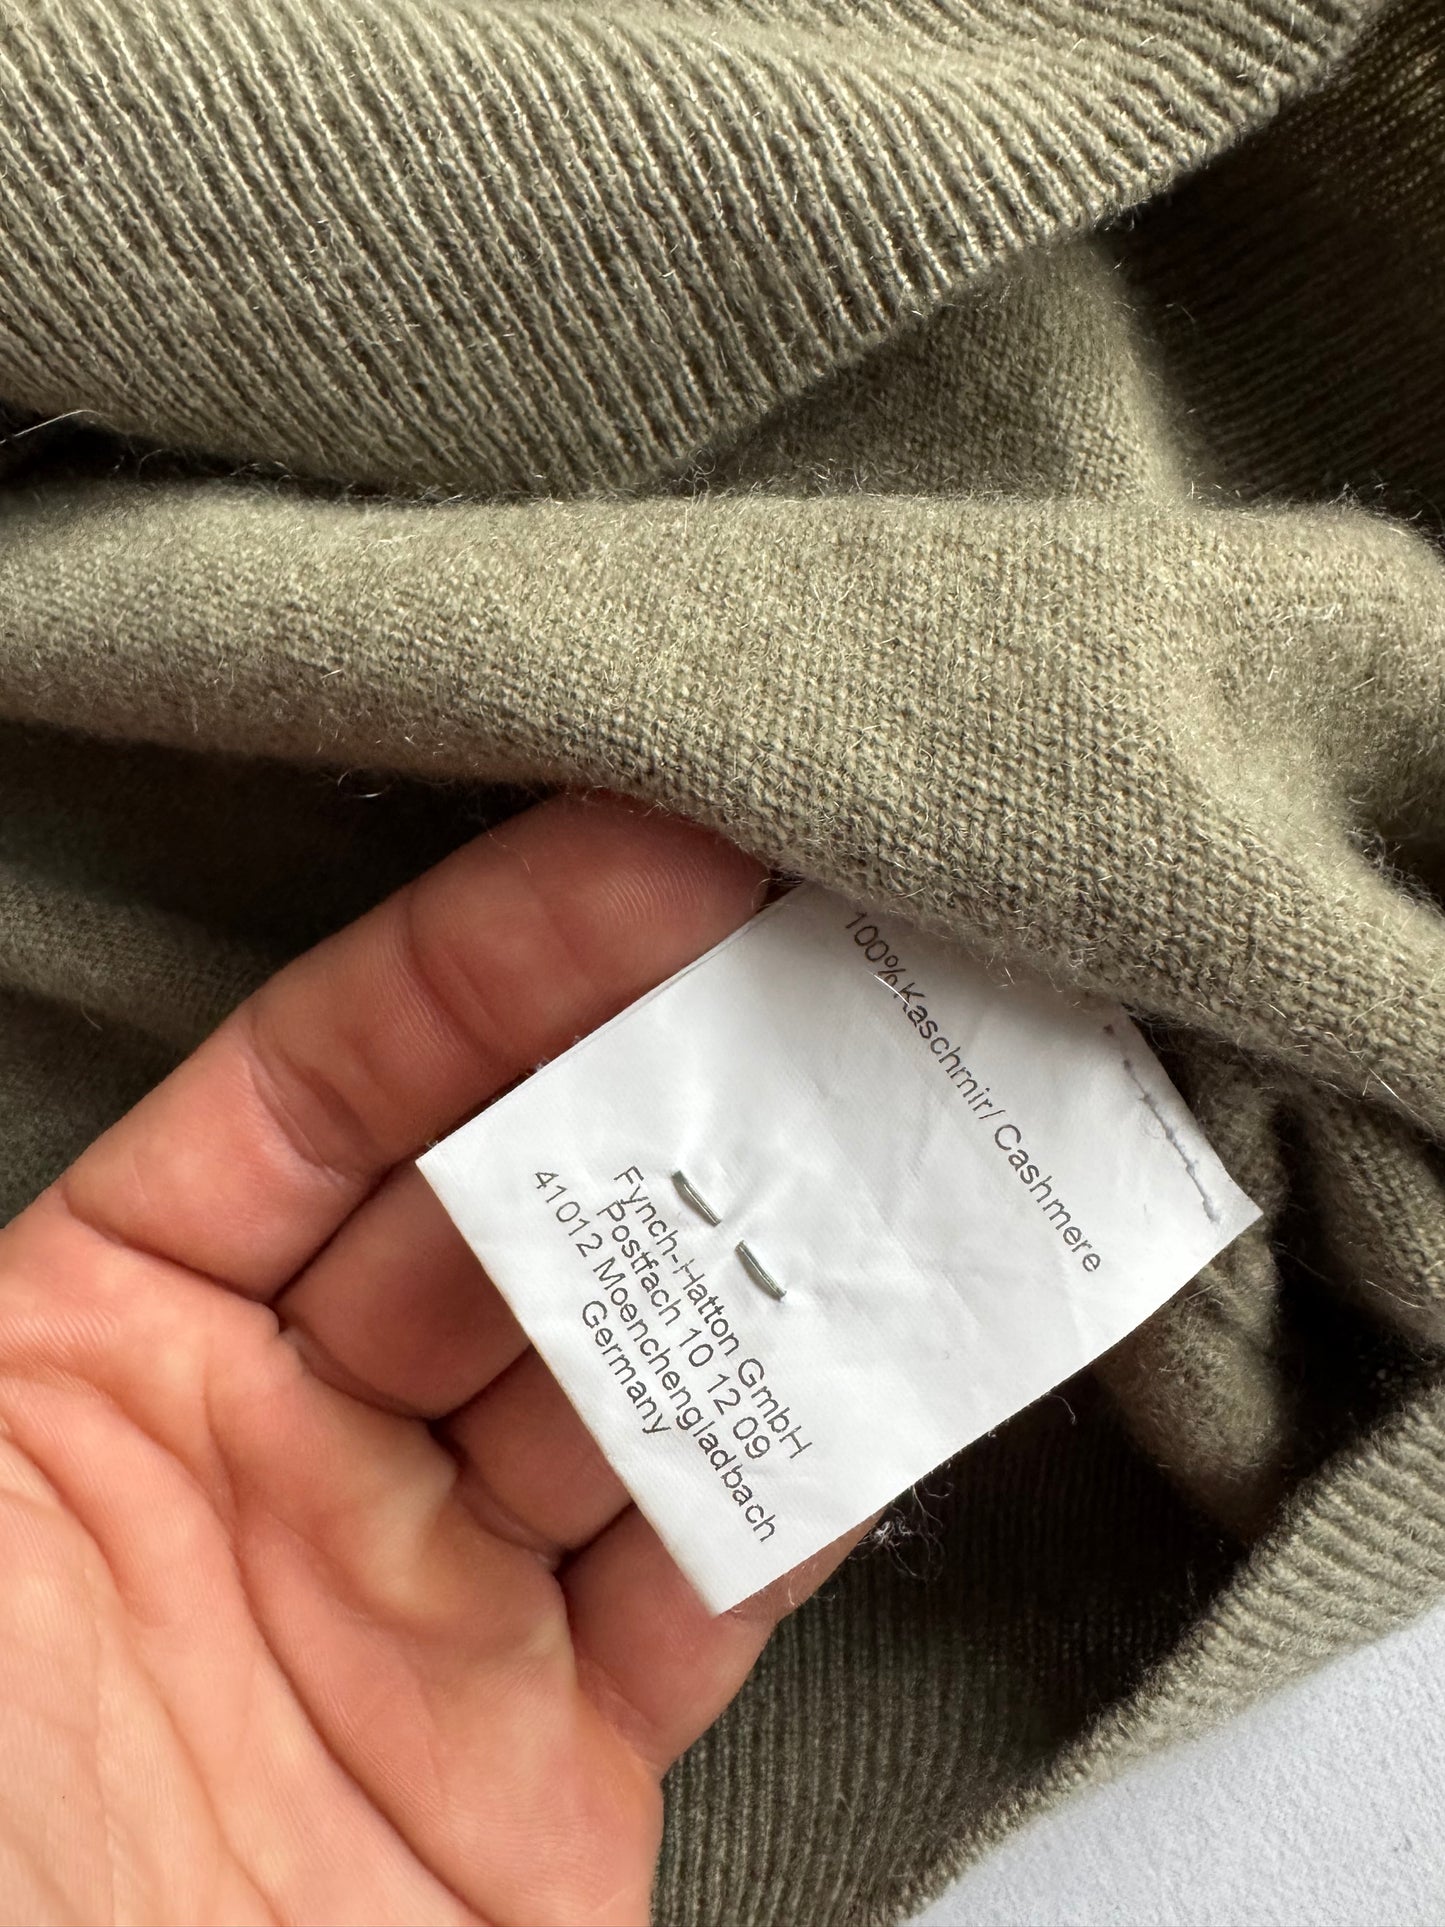 100%Kaschmir/ Cashmere
Fynch-Hatton GmbH
Postfach 10 12 09
41012 Moenchengladbach
Germany